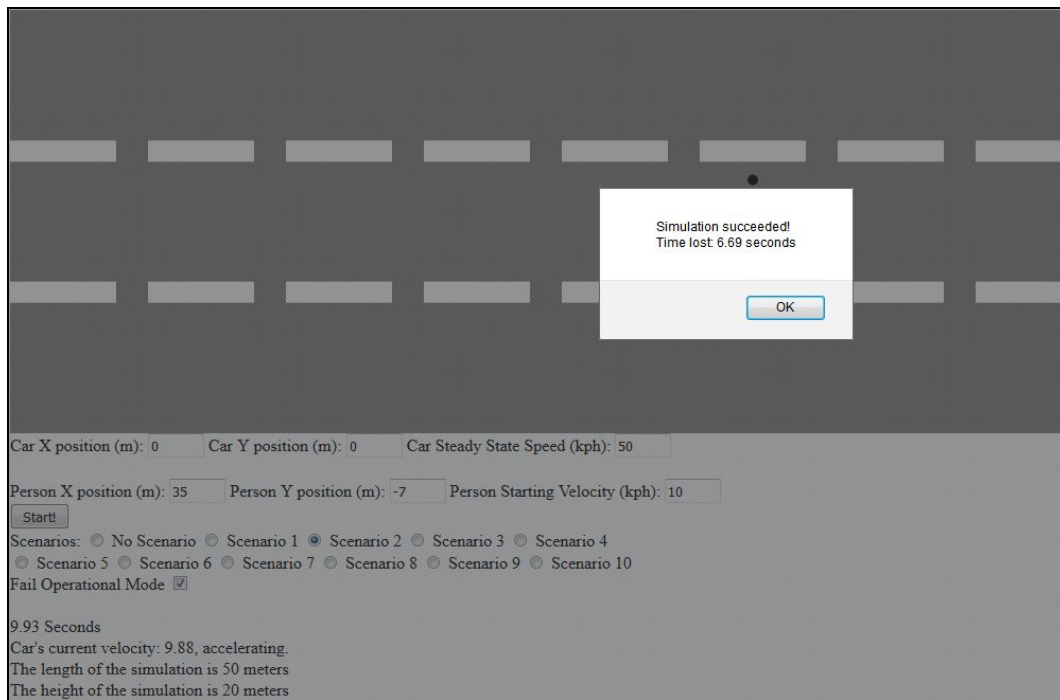 Simulation succeeded!
Time lost: 6.69 seconds
OK
Car X position (m): 0 Car Y position (m): 0 Car Steady State Speed (kph): 50
Person X position (m): 35 Person Y position (m): -7 Person Starting Velocity (kph): 10
Start!
Scenarios: No Scenario Scenario 1 Scenario 2 Scenario 3 Scenario 4
Scenario 5 Scenario 6 Scenario 7 Scenario 8 Scenario 9 Scenario 10
Fail Operational Mode
9.93 Seconds
Car's current velocity: 9.88, accelerating.
The length of the simulation is 50 meters
The height of the simulation is 20 meters